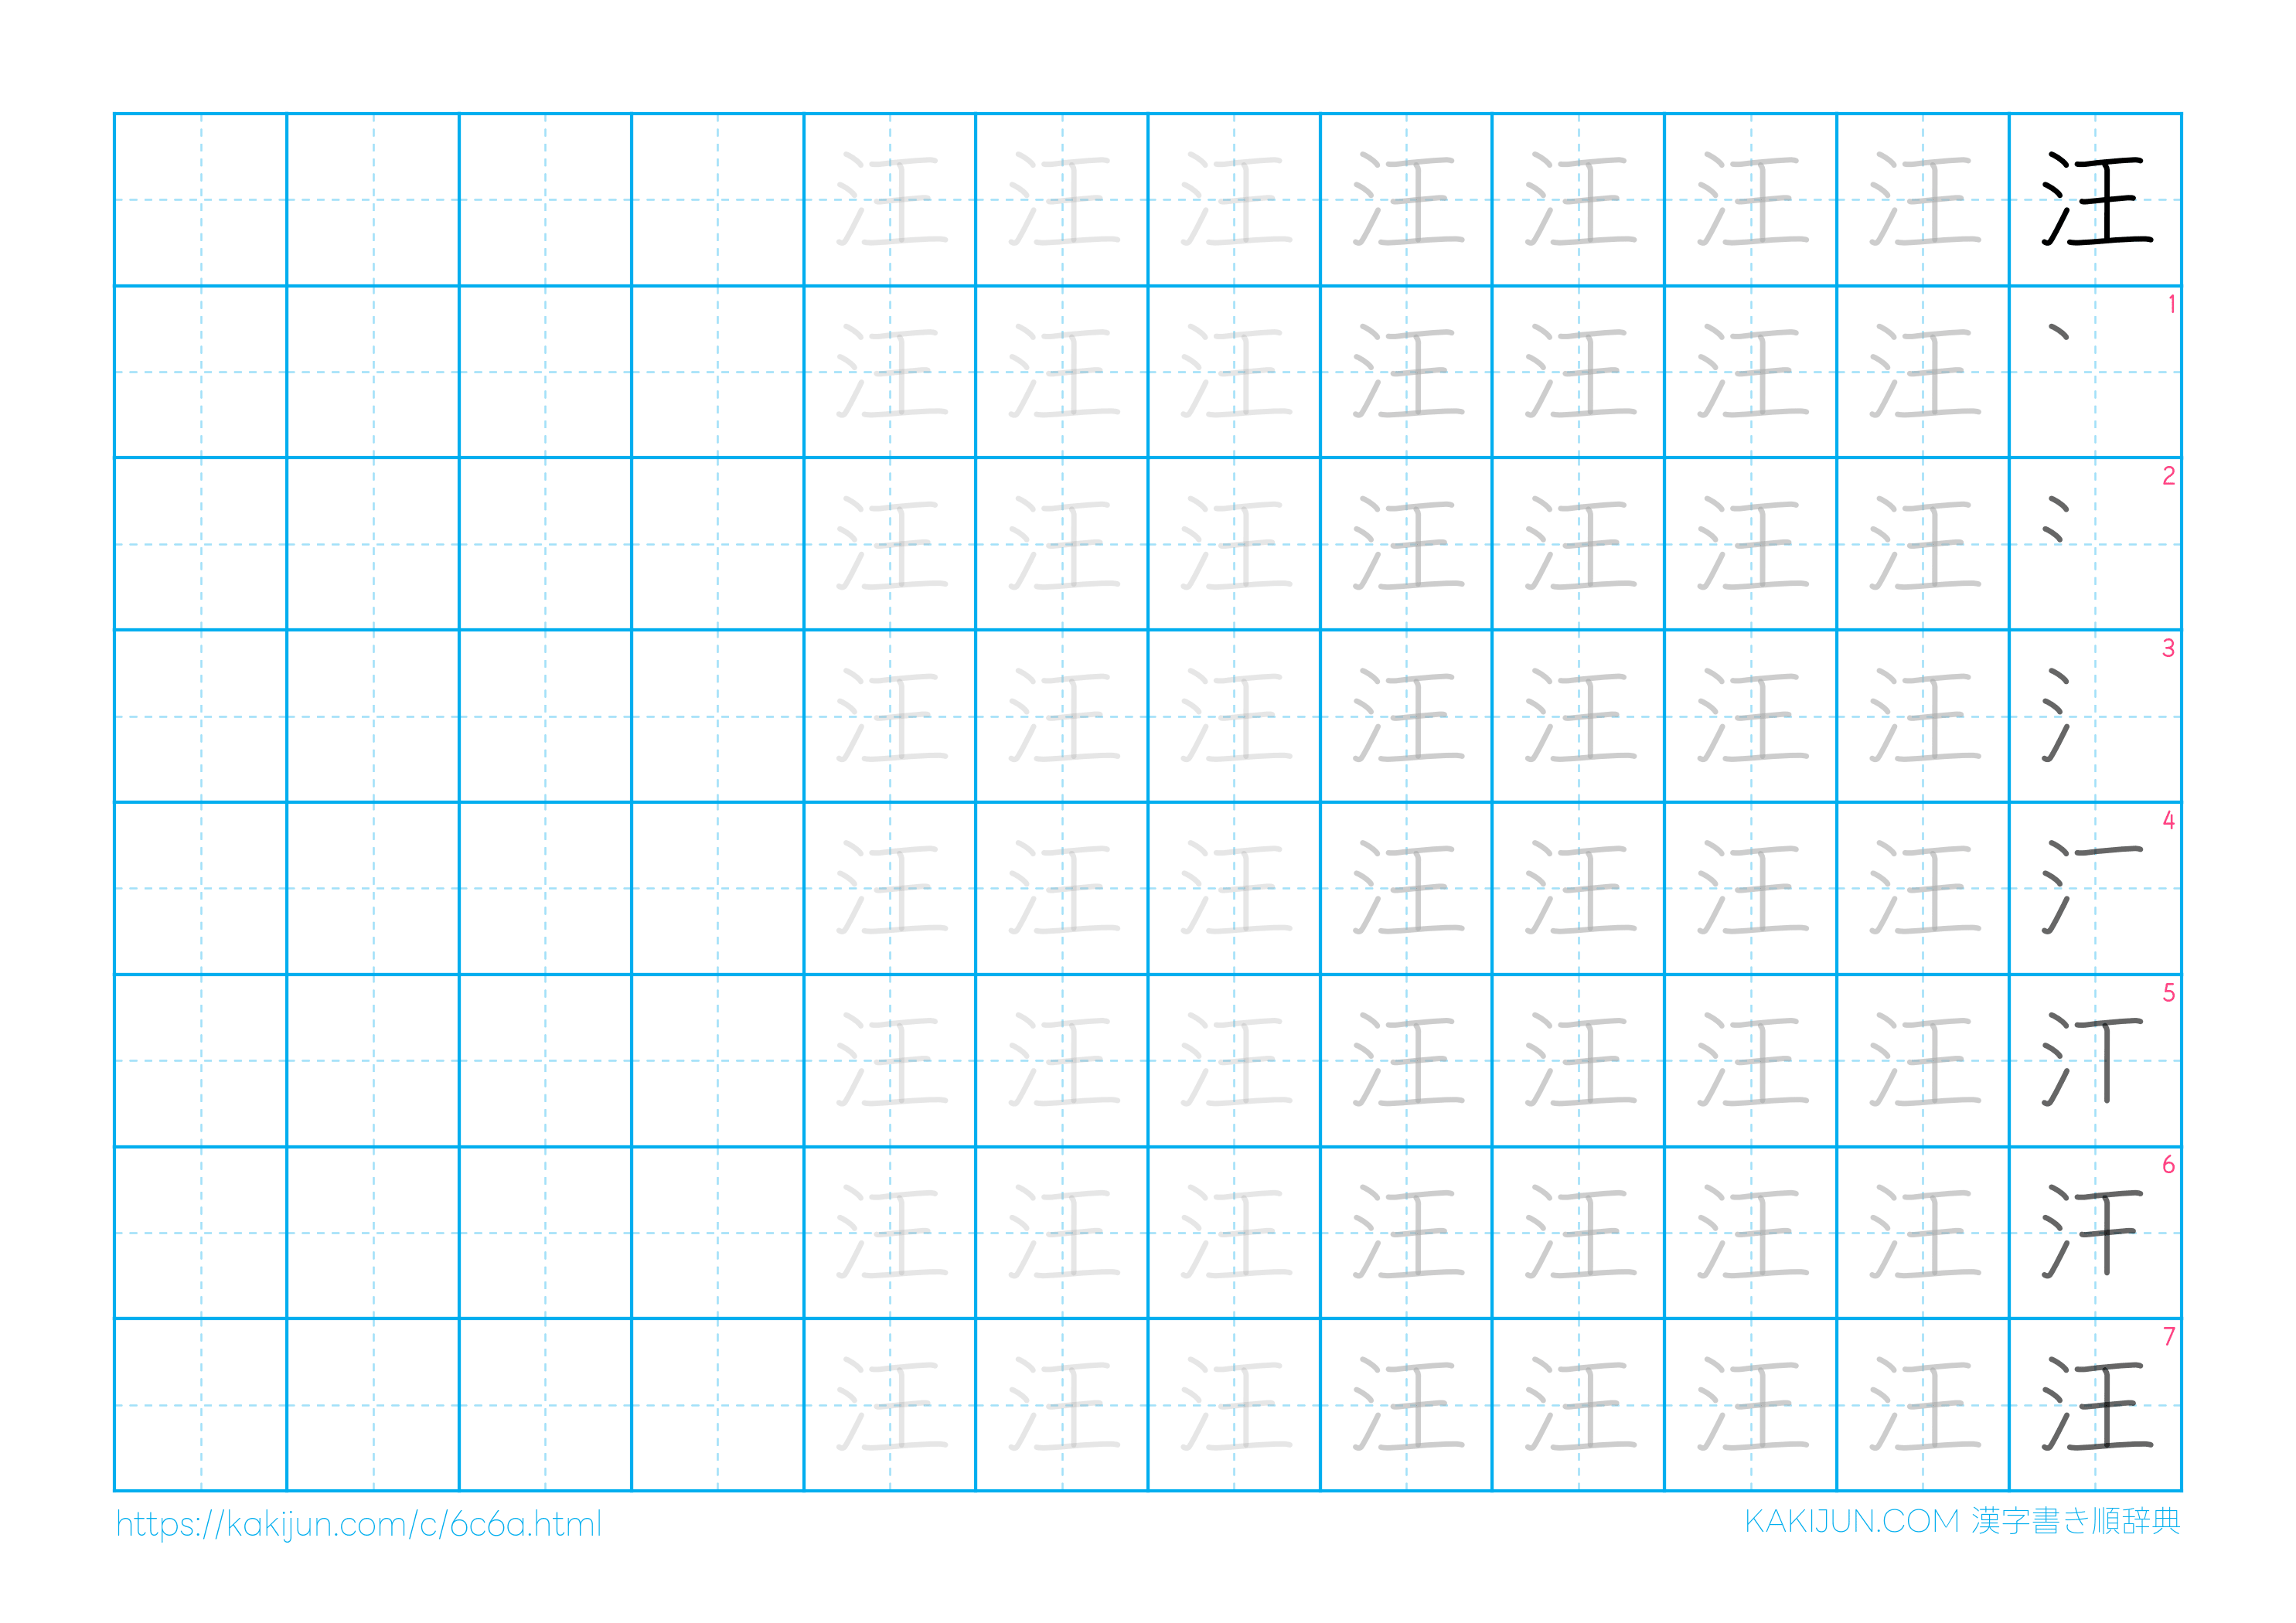 汪 汪 汪 汪 汪 汪 汪 汪
汪 汪 汪 汪 汪 汪 汪 1
汪 汪 汪 汪 汪 汪 汪 2
汪 汪 汪 汪 汪 汪 汪 3
汪 汪 汪 汪 汪 汪 汪 4
汪 汪 汪 汪 汪 汪 汪 5
汪 汪 汪 汪 汪 汪 汪 6
汪 汪 汪 汪 汪 汪 汪 汪 7
https://kakijun.com/c/6c6a.html KAKIJUN.COM 漢字書き順辞典